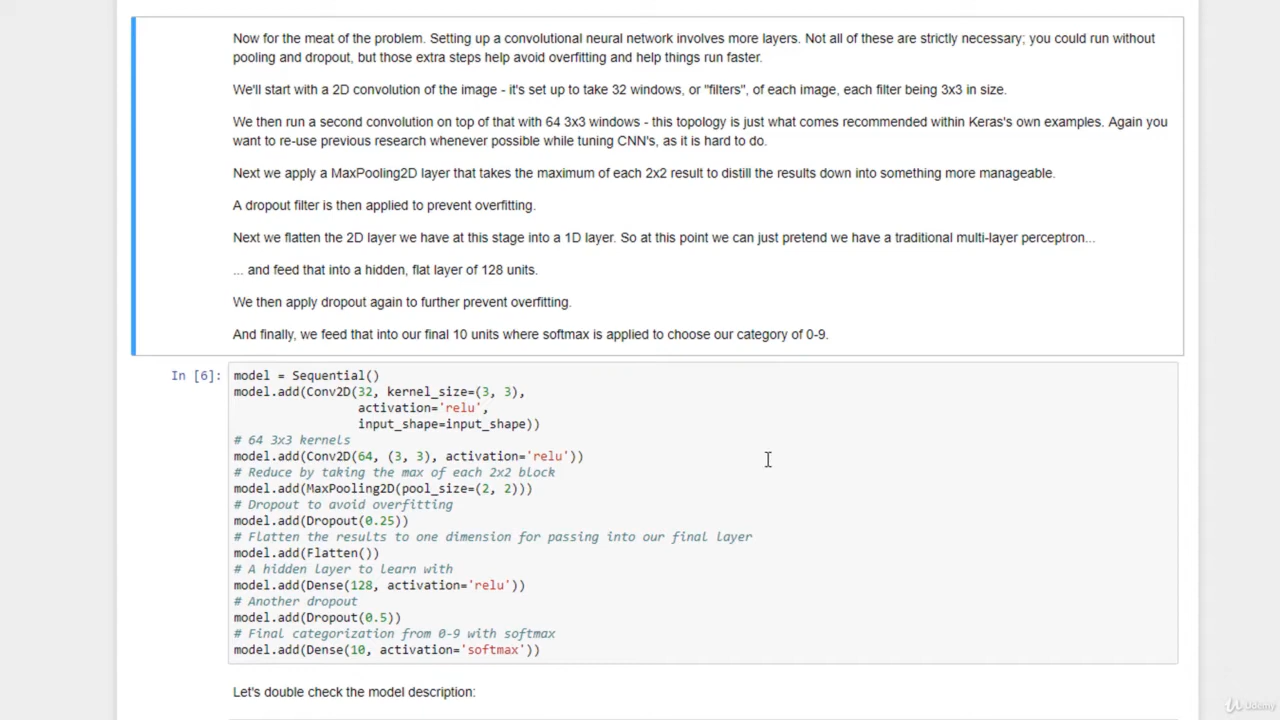 Now for the meat of the problem. Setting up a convolutional neural network involves more layers. Not all of these are strictly necessary; you could run without
pooling and dropout, but those extra steps help avoid overfitting and help things run faster.
We'll start with a 2D convolution of the image - it's set up to take 32 windows, or "filters", of each image, each filter being 3x3 in size.
We then run a second convolution on top of that with 64 3x3 windows - this topology is just what comes recommended within Keras's own examples. Again you
want to re-use previous research whenever possible while tuning CNN's, as it is hard to do.
Next we apply a MaxPooling2D layer that takes the maximum of each 2x2 result to distill the results down into something more manageable.
A dropout filter is then applied to prevent overfitting.
Next we flatten the 2D layer we have at this stage into a 1D layer. So at this point we can just pretend we have a traditional multi-layer perceptron...
... and feed that into a hidden, flat layer of 128 units.
We then apply dropout again to further prevent overfitting.
And finally, we feed that into our final 10 units where softmax is applied to choose our category of 0-9.
In [6]: model = Sequential()
model.add(Conv2D(32, kernel_size=(3, 3),
activation='relu',
input_shape=input_shape))
# 64 3x3 kernels
model.add(Conv2D(64, (3, 3), activation='relu'))
# Reduce by taking the max of each 2x2 block
model.add(MaxPooling2D(pool_size=(2, 2)))
# Dropout to avoid overfitting
model.add(Dropout(0.25))
# Flatten the results to one dimension for passing into our final layer
model.add(Flatten())
# A hidden layer to learn with
model.add(Dense(128, activation='relu'))
# Another dropout
model.add(Dropout(0.5))
# Final categorization from 0-9 with softmax
model.add(Dense(10, activation='softmax'))
Let's double check the model description:
Udemy